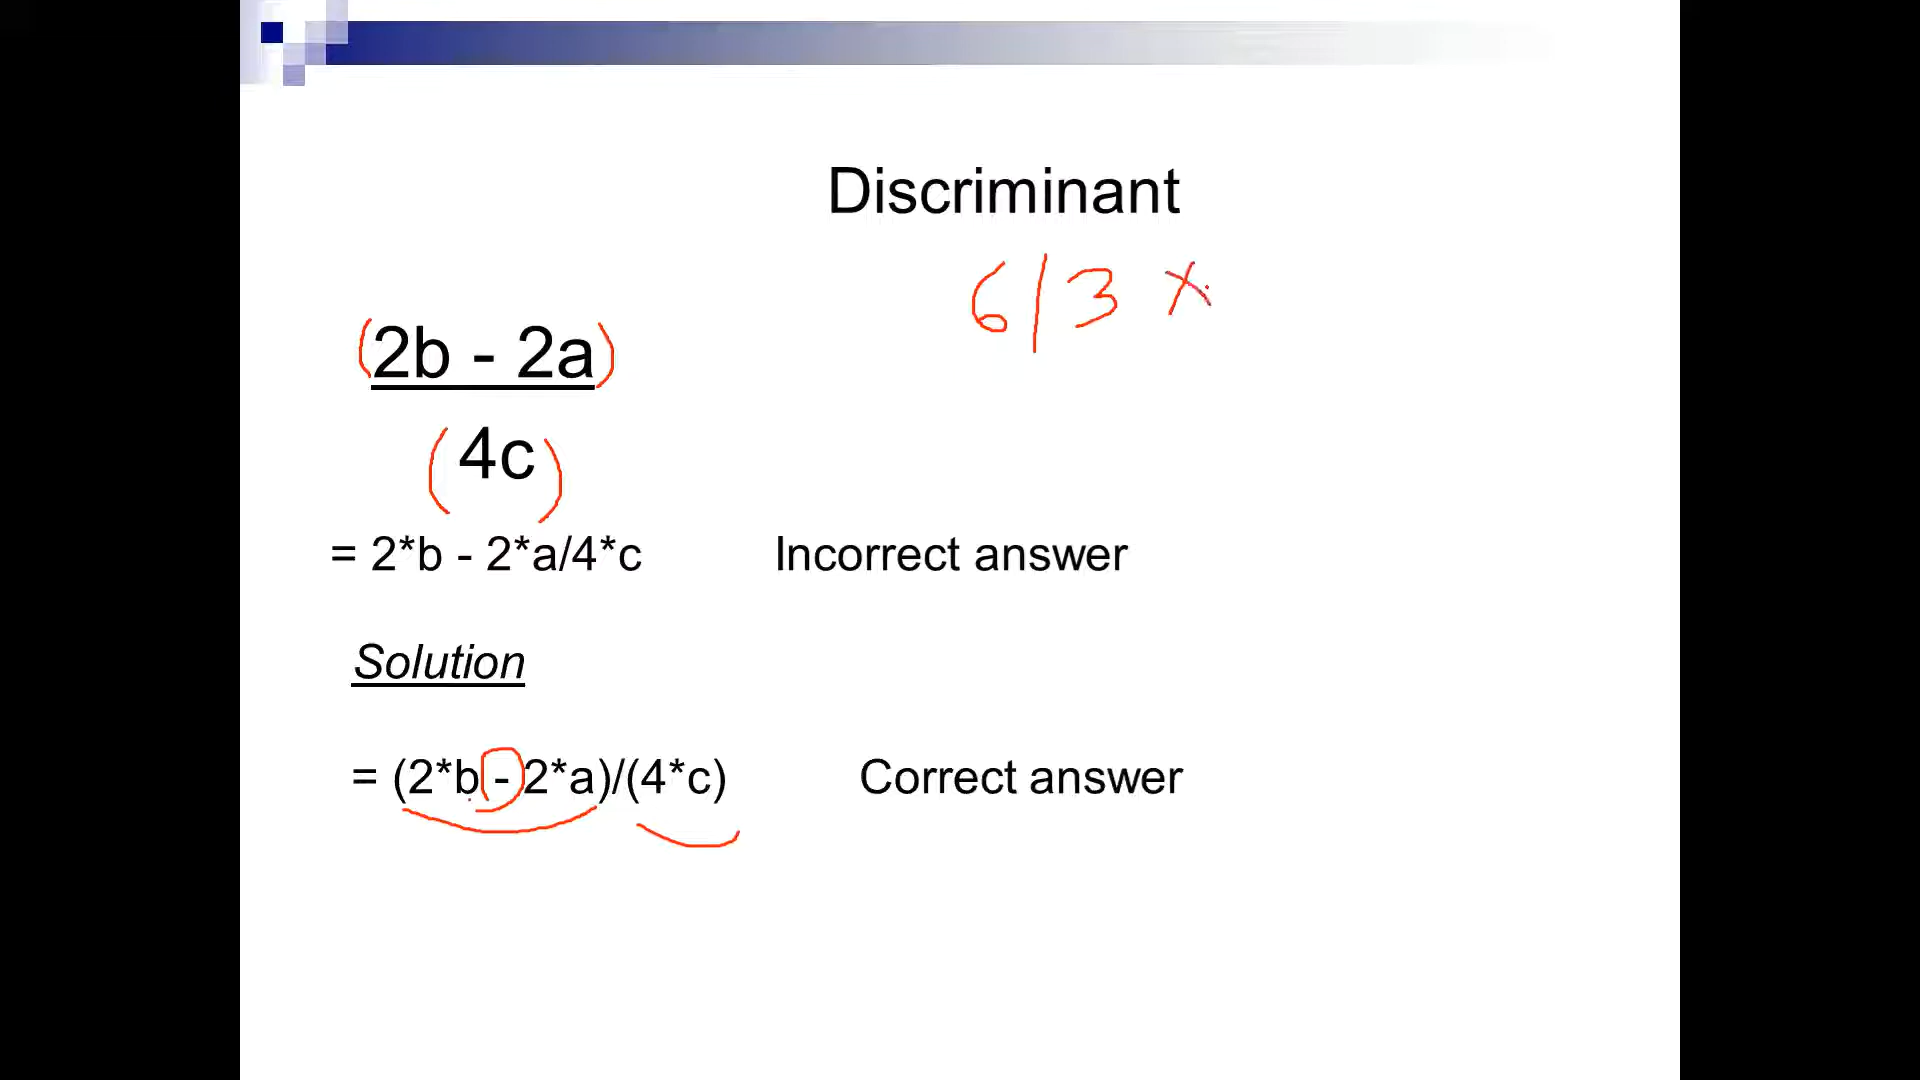 Discriminant
6/3 ×
(2b - 2a)
(4c)
= 2*b - 2*a/4*c Incorrect answer
Solution
= (2*b - 2*a)/(4*c) Correct answer